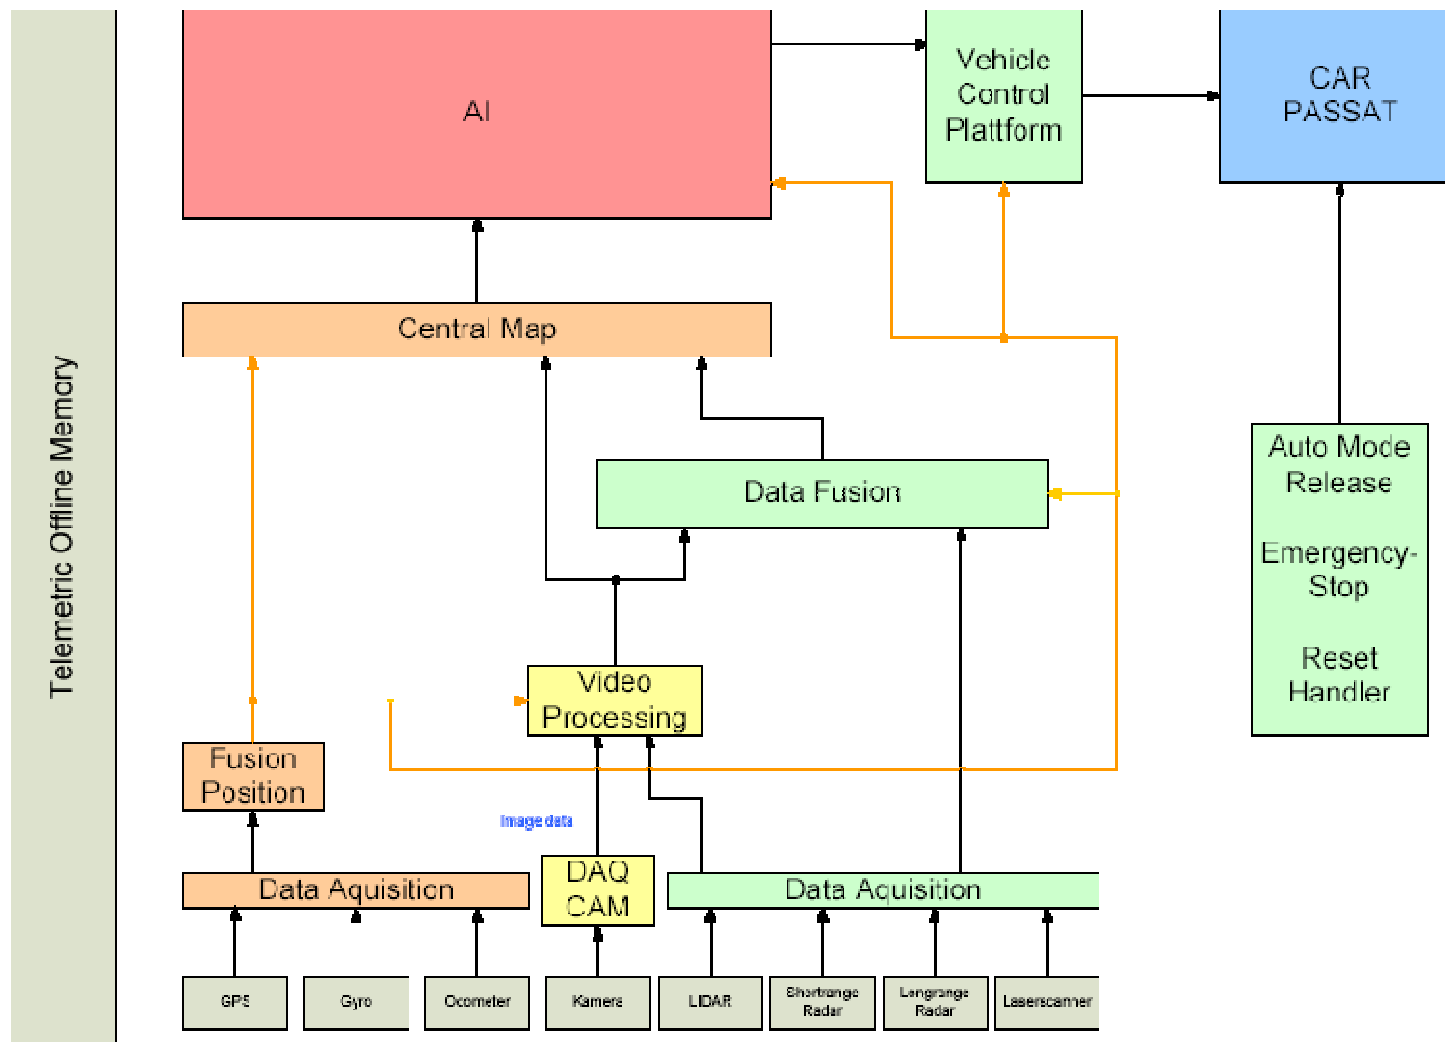 AI
Vehicle
Control
Plattform
CAR
PASSAT
Central Map
Telemetric Offline Memory
Auto Mode
Release
Emergency-
Stop
Reset
Handler
Data Fusion
Video
Processing
Fusion
Position
Image data
DAQ
CAM
Data Aquisition
Data Aquisition
GPS
Gyro
Ocometer
Kamera
LIDAR
Shortrange
Radar
Longrange
Radar
Laserscanner